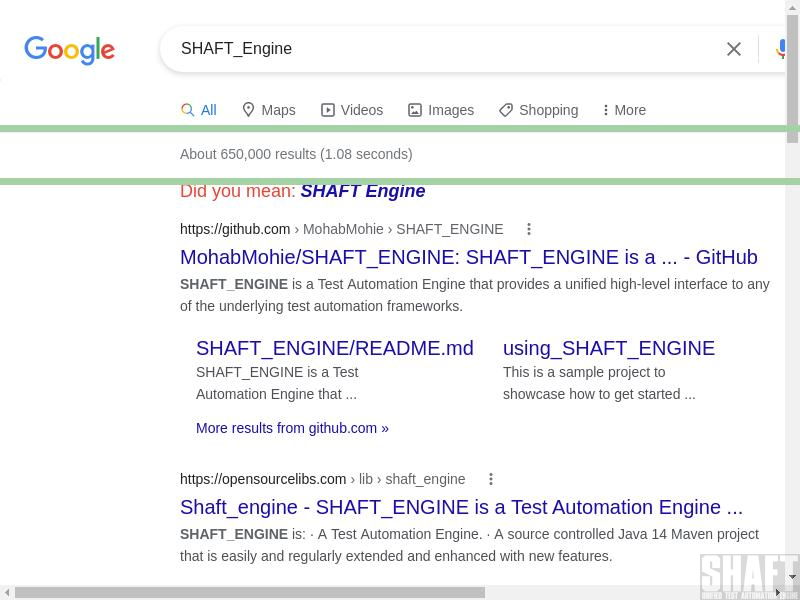 Google
SHAFT_Engine
All Maps Videos Images Shopping More
About 650,000 results (1.08 seconds)
Did you mean: SHAFT Engine
https://github.com › MohabMohie › SHAFT_ENGINE
MohabMohie/SHAFT_ENGINE: SHAFT_ENGINE is a ... - GitHub
SHAFT_ENGINE is a Test Automation Engine that provides a unified high-level interface to any
of the underlying test automation frameworks.
SHAFT_ENGINE/README.md using_SHAFT_ENGINE
SHAFT_ENGINE is a Test This is a sample project to
Automation Engine that ... showcase how to get started ...
More results from github.com »
https://opensourcelibs.com › lib › shaft_engine
Shaft_engine - SHAFT_ENGINE is a Test Automation Engine ...
SHAFT_ENGINE is: · A Test Automation Engine. · A source controlled Java 14 Maven project
that is easily and regularly extended and enhanced with new features.
SHAFT